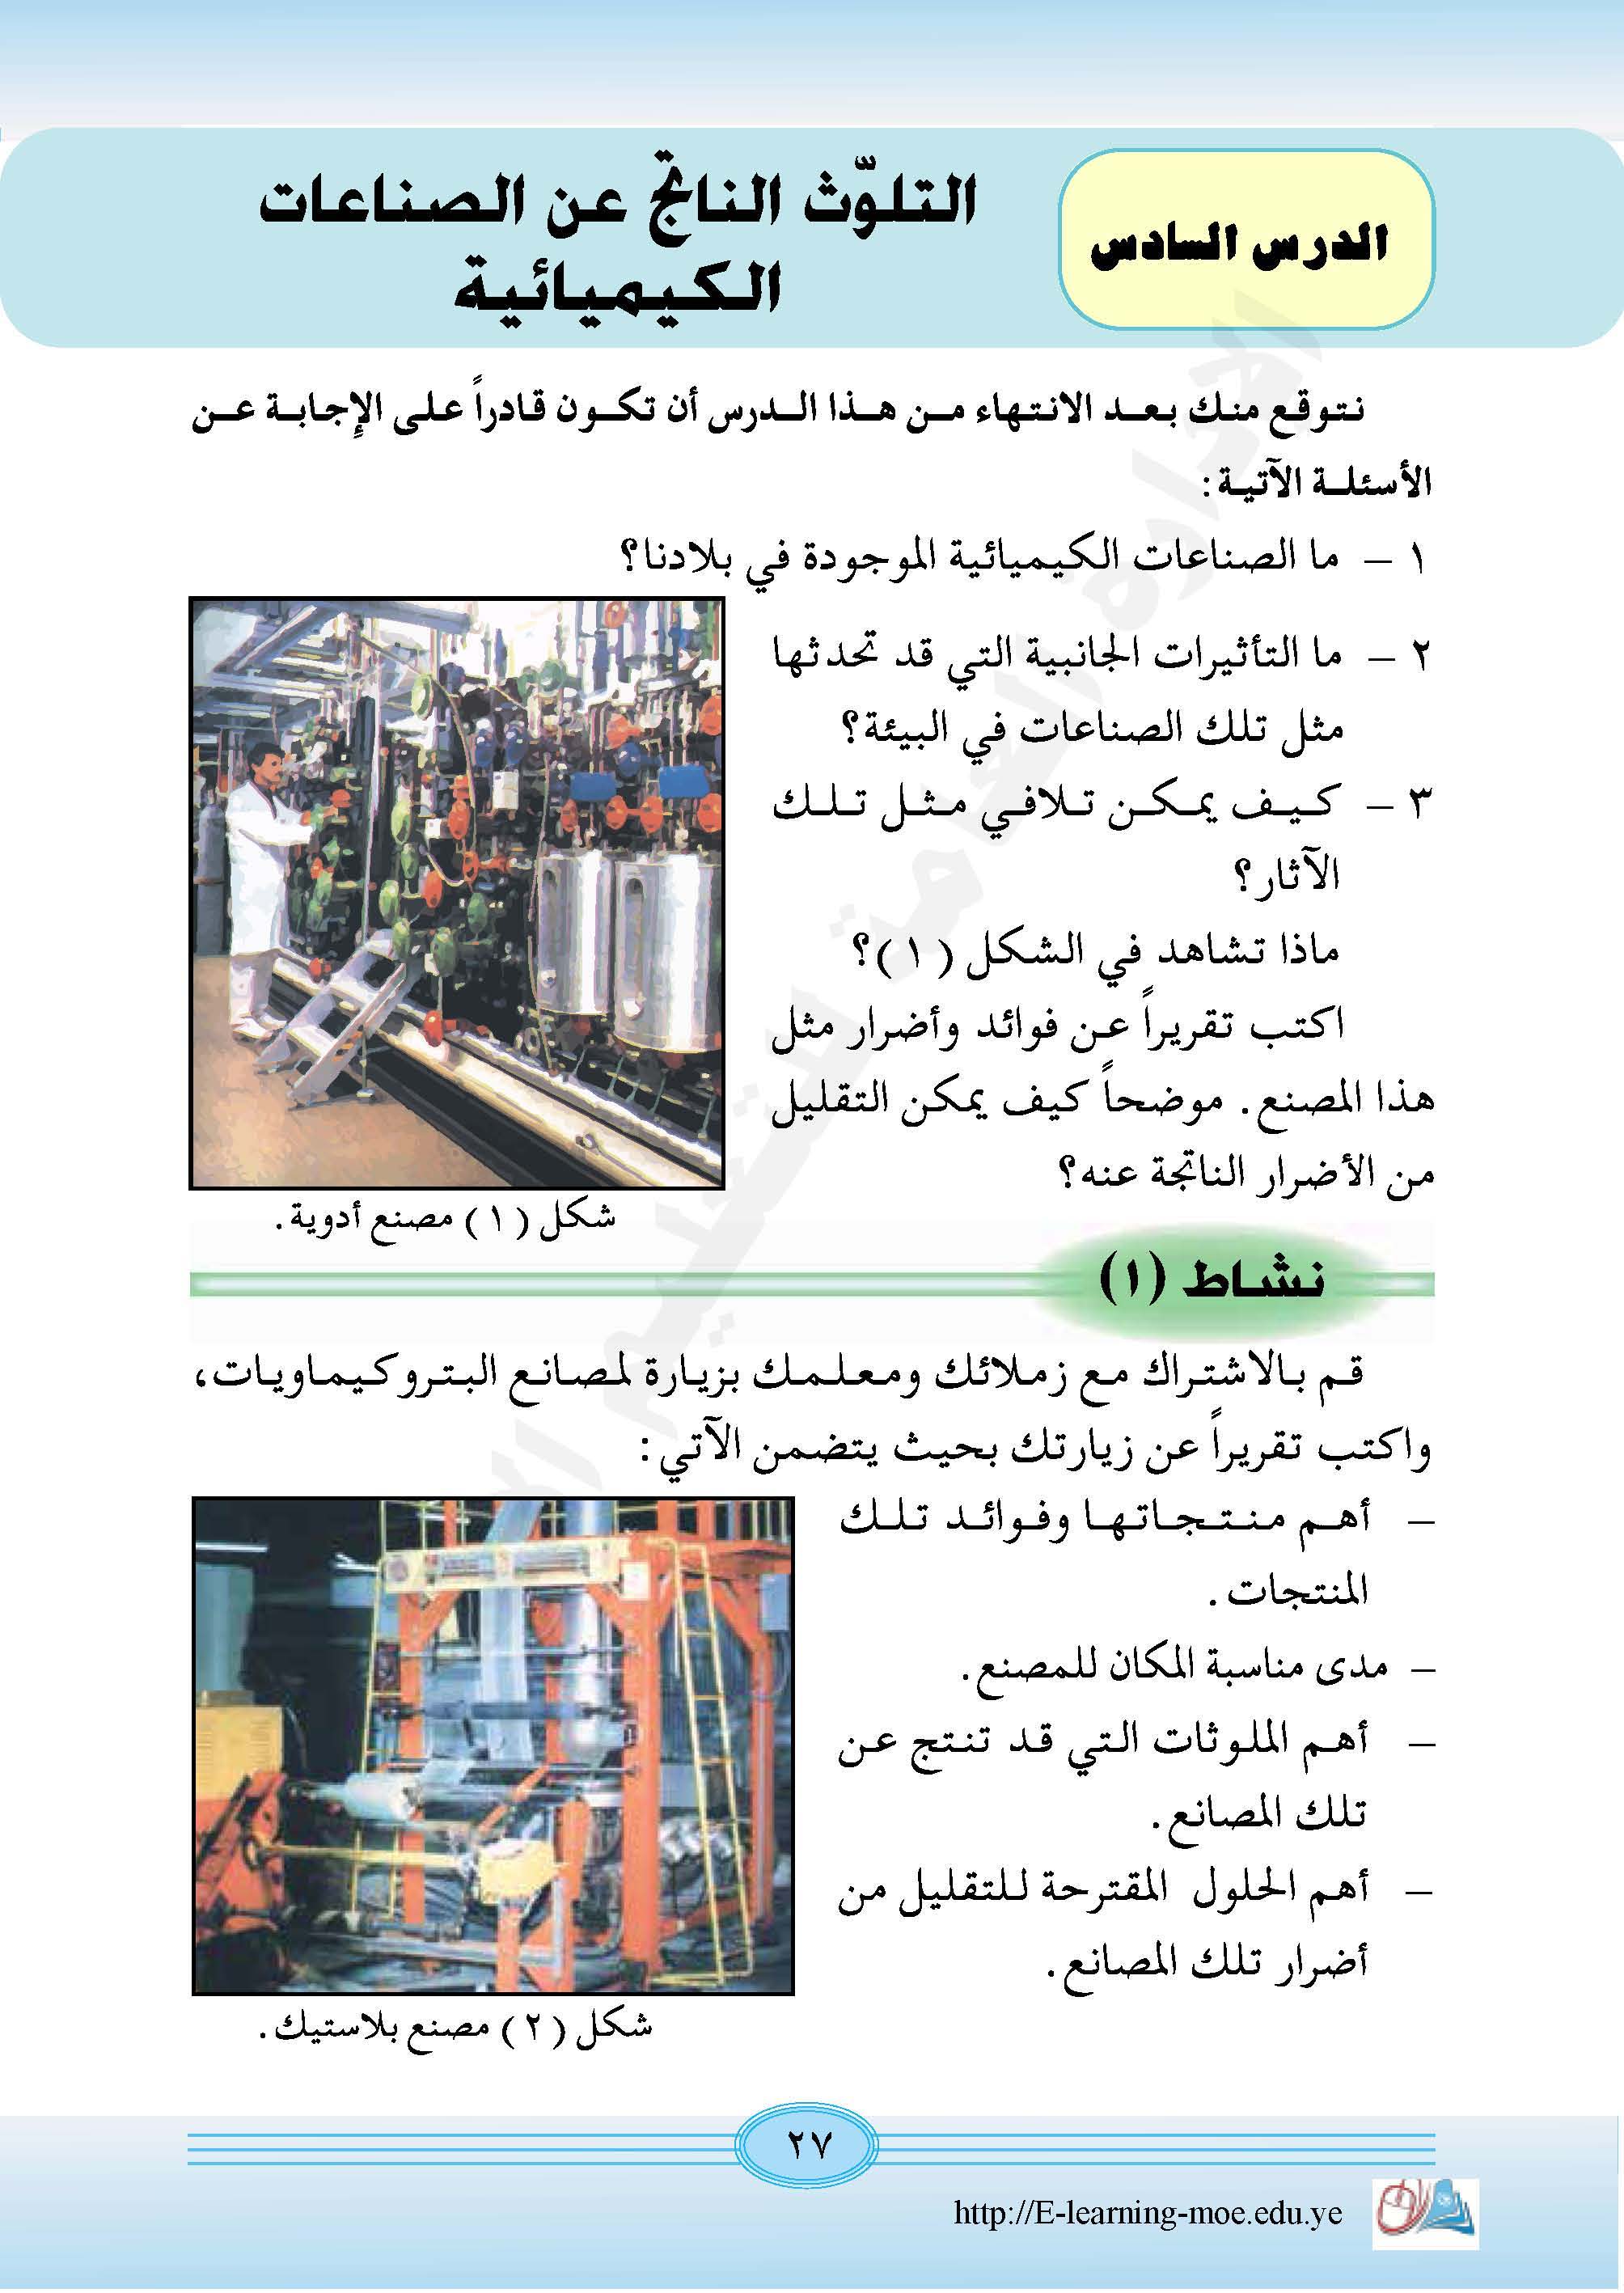 الدرس السادس
التلوّث الناتج عن الصناعات
الكيميائية
نتوقع منك بعد الانتهاء من هذا الدرس أن تكون قادراً على الإجابة عن
الأسئلة الآتية:
١ – ما الصناعات الكيميائية الموجودة في بلادنا؟
٢ – ما التأثيرات الجانبية التي قد تحدثها
مثل تلك الصناعات في البيئة؟
٣ – كيف يمكن تلافي مثل تلك
الآثار؟
ماذا تشاهد في الشكل (١)؟
اكتب تقريراً عن فوائد وأضرار مثل
هذا المصنع. موضحاً كيف يمكن التقليل
من الأضرار الناتجة عنه؟
شكل (١) مصنع أدوية.
نشاط (١)
قم بالاشتراك مع زملائك ومعلمك بزيارة لمصانع البتروكيماويات،
واكتب تقريراً عن زيارتك بحيث يتضمن الآتي:
– أهم منتجاتها وفوائد تلك
المنتجات.
– مدى مناسبة المكان للمصنع.
– أهم الملوثات التي قد تنتج عن
تلك المصانع.
– أهم الحلول المقترحة للتقليل من
أضرار تلك المصانع.
شكل (٢) مصنع بلاستيك.
٢٧
http://E-learning-moe.edu.ye